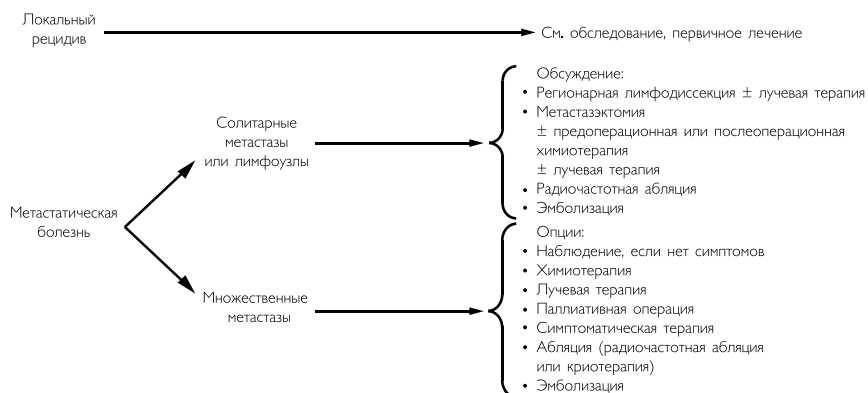 Локальный
рецидив
См. обследование, первичное лечение
Метастатическая
болезнь
Солитарные
метастазы
или лимфоузлы
Обсуждение:
• Регионарная лимфодиссекция ± лучевая терапия
• Метастазэктомия
± предоперационная или послеоперационная
химиотерапия
± лучевая терапия
• Радиочастотная абляция
• Эмболизация
Множественные
метастазы
Опции:
• Наблюдение, если нет симптомов
• Химиотерапия
• Лучевая терапия
• Паллиативная операция
• Симптоматическая терапия
• Абляция (радиочастотная абляция
или криотерапия)
• Эмболизация